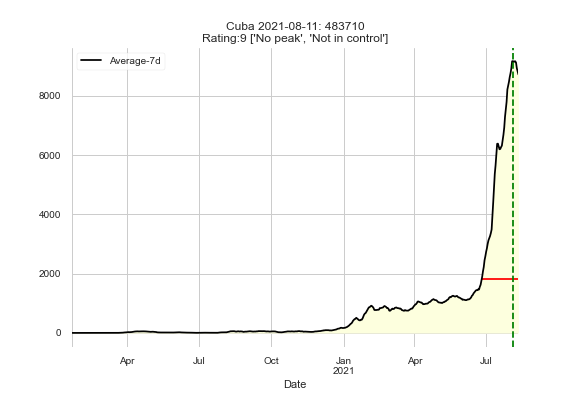 Cuba 2021-08-11: 483710
Rating:9 ['No peak', 'Not in control']
Average-7d
8000
6000
4000
2000
0
Apr
Jul
Oct
Jan
2021
Apr
Jul
Date